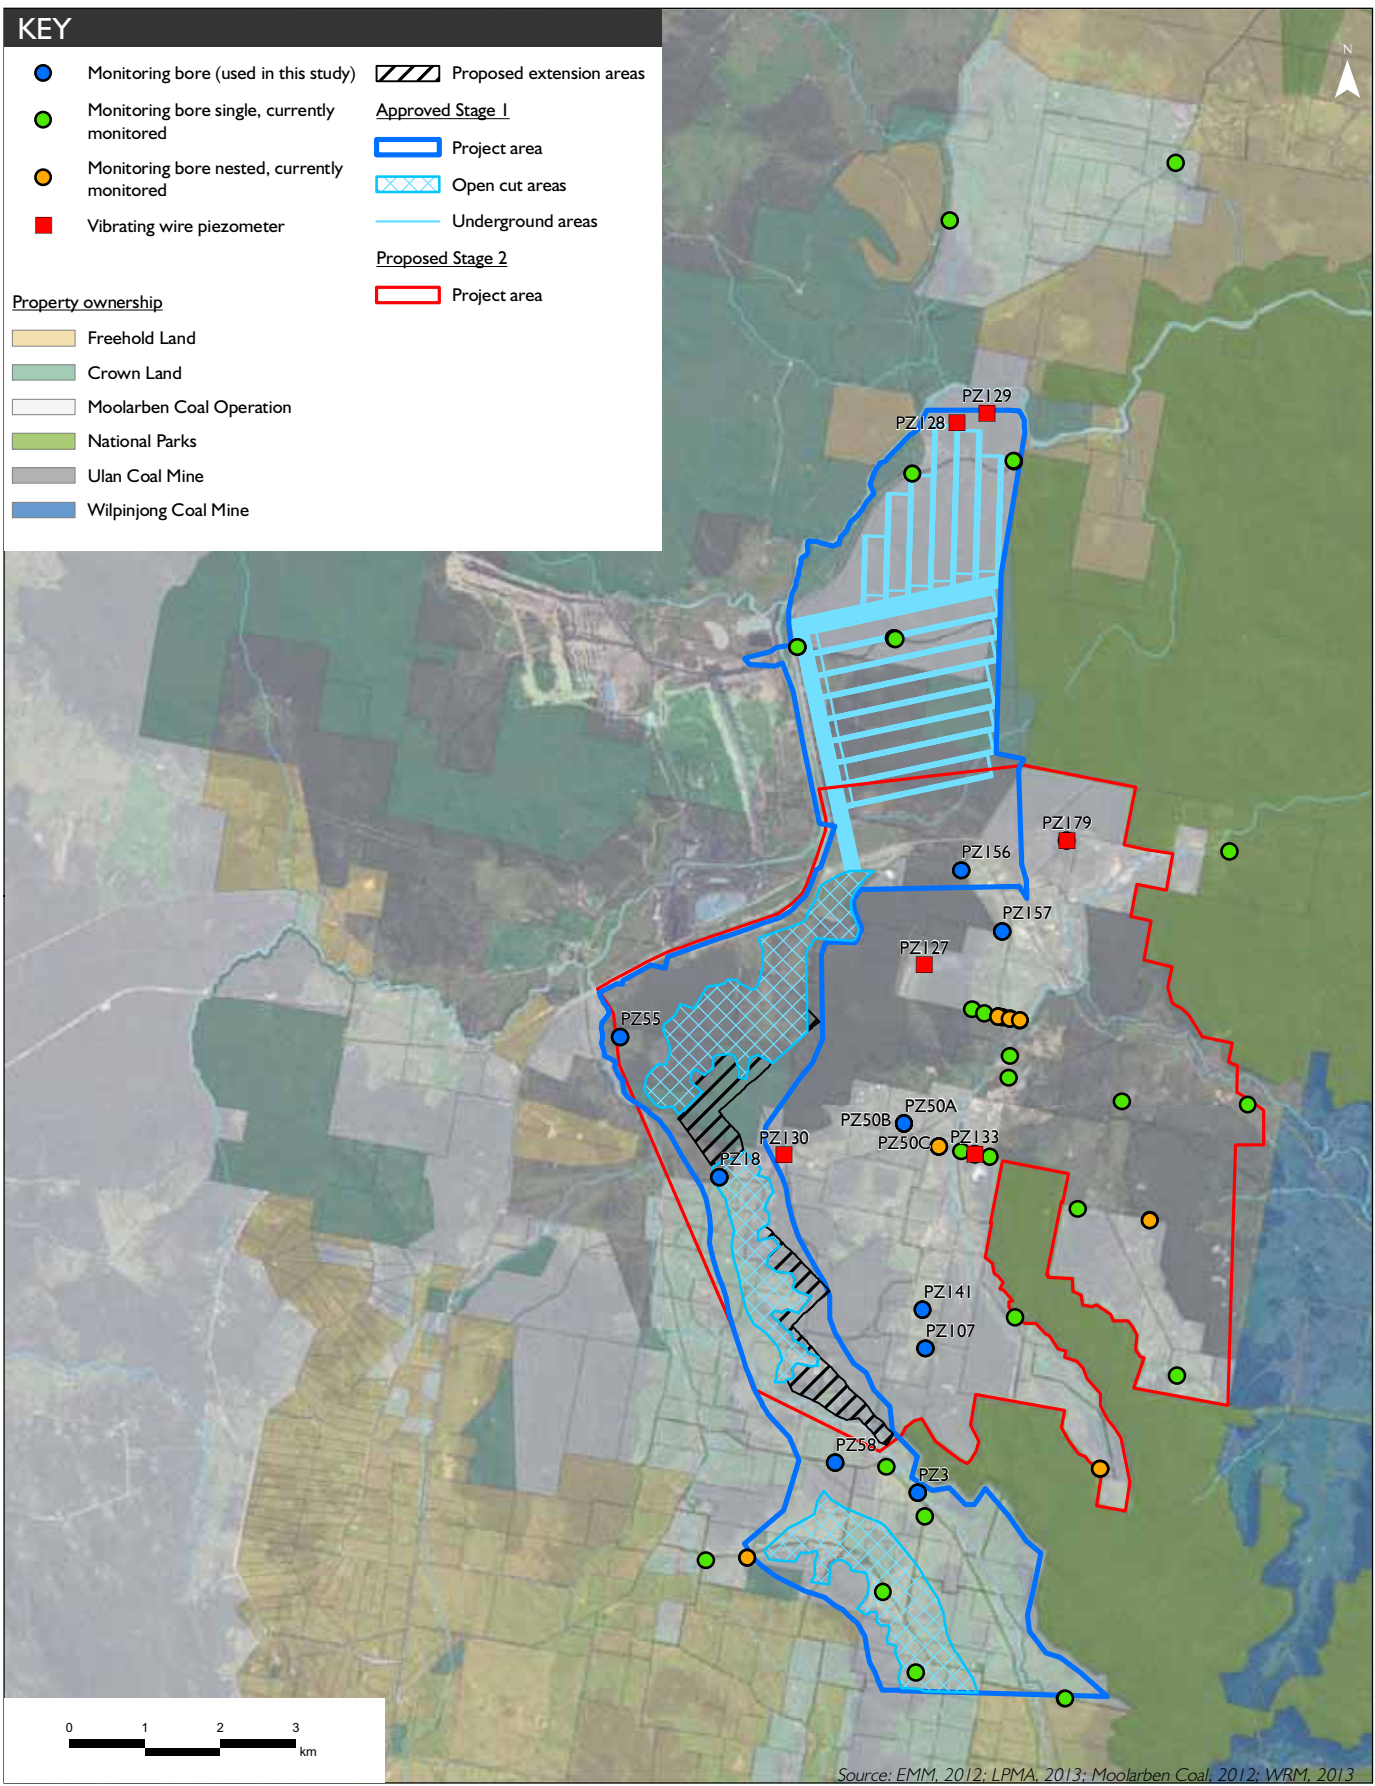 KEY
Monitoring bore (used in this study)
Monitoring bore single, currently
monitored
Monitoring bore nested, currently
monitored
Vibrating wire piezometer
Proposed extension areas
Approved Stage 1
Project area
Open cut areas
Underground areas
Proposed Stage 2
Project area
Property ownership
Freehold Land
Crown Land
Moolarben Coal Operation
National Parks
Ulan Coal Mine
Wilpinjong Coal Mine
N
PZ129
PZ128
PZ179
PZ156
PZ157
PZ127
PZ55
PZ50A
PZ50B
PZ50C
PZ133
PZ130
PZ18
PZ141
PZ107
PZ58
PZ3
0 1 2 3
km
Source: EMM, 2012; LPMA, 2013; Moolarben Coal, 2012; WRM, 2013